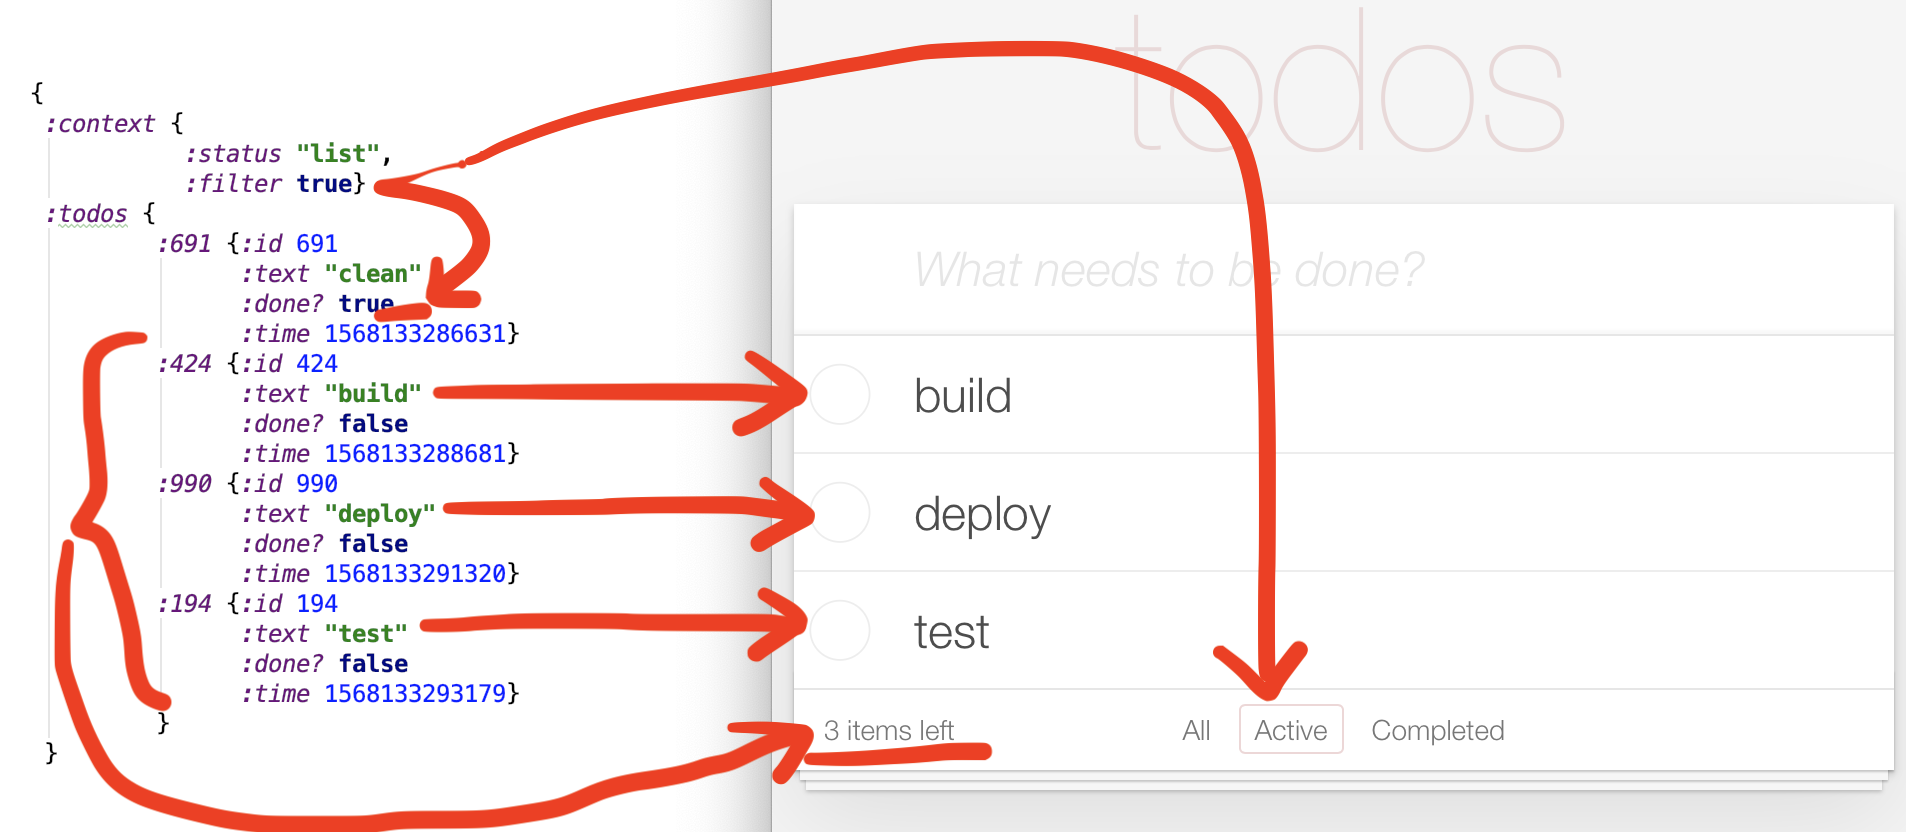 {
:context {
:status "list",
:filter true}
:todos {
:691 {:id 691
:text "clean"
:done? true
:time 1568133286631}
:424 {:id 424
:text "build"
:done? false
:time 1568133288681}
:990 {:id 990
:text "deploy"
:done? false
:time 1568133291320}
:194 {:id 194
:text "test"
:done? false
:time 1568133293179}
}
}
todos
What needs to be done?
build
deploy
test
3 items left
All Active Completed